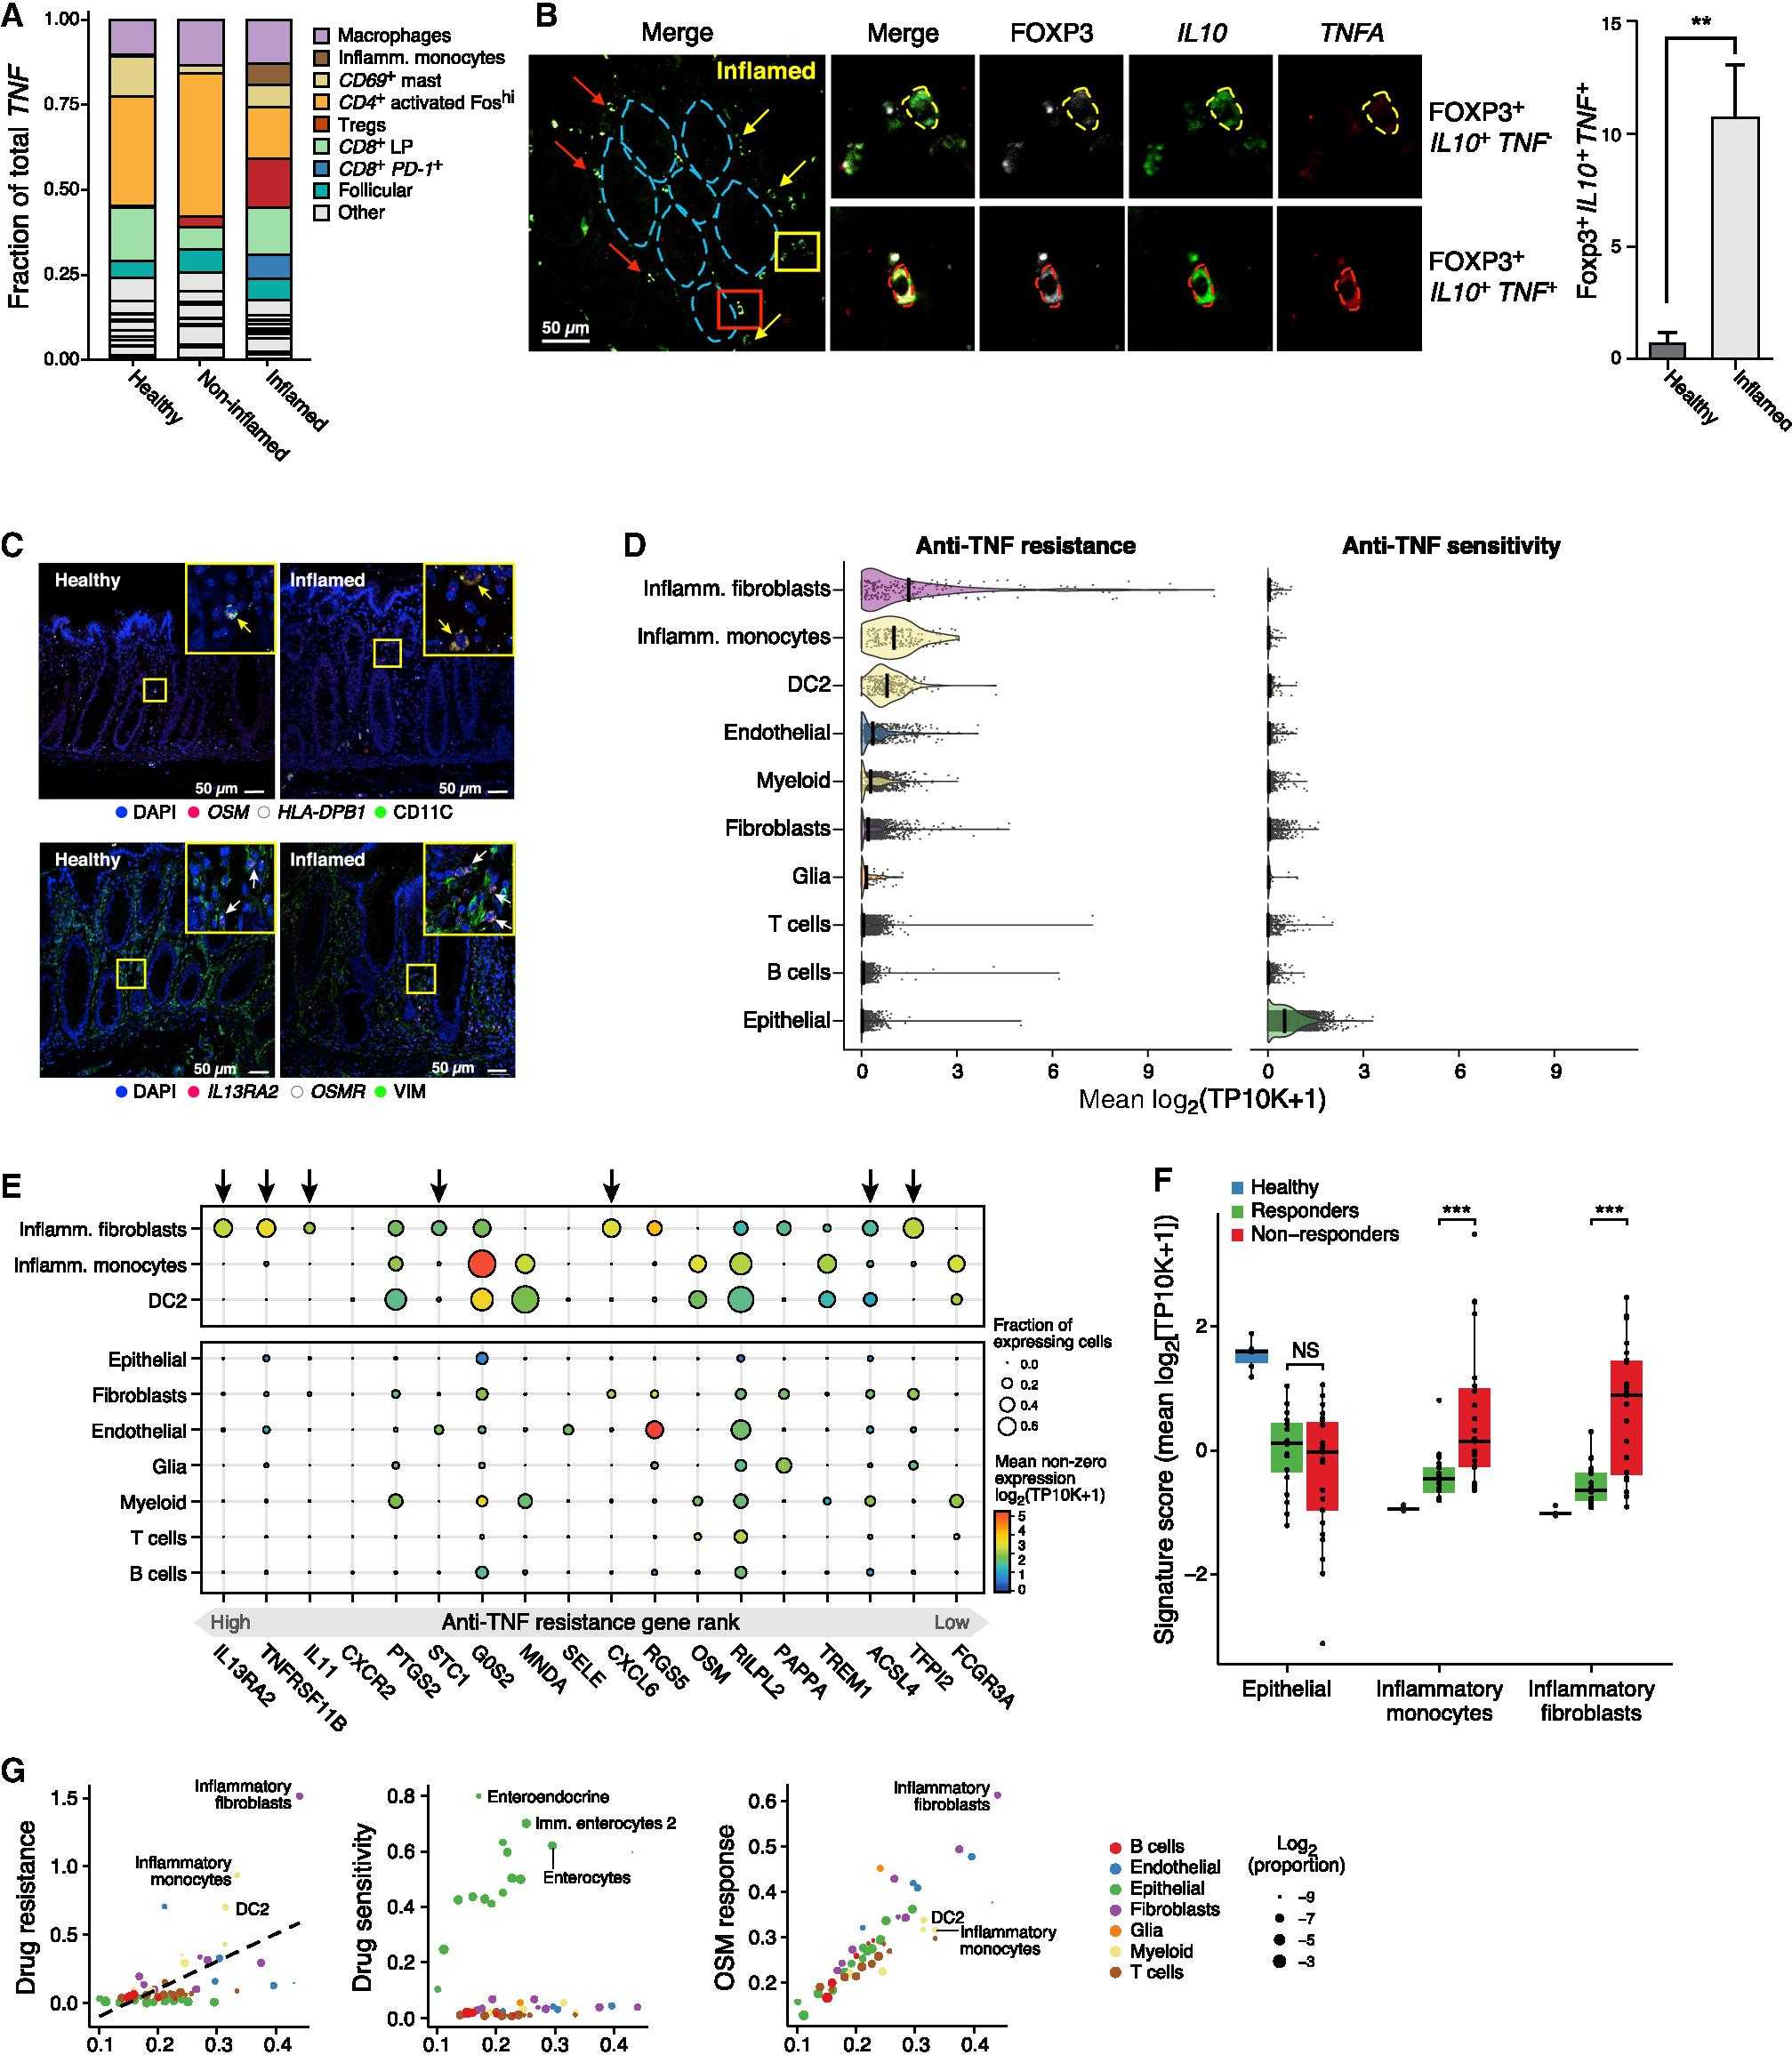 A
Fraction of total TNF
1.00
0.75
0.50
0.25
0.00
Healthy
Non-inflamed
Inflamed
Macrophages
Inflamm. monocytes
CD69+ mast
CD4+ activated Foshi
Tregs
CD8+ LP
CD8+ PD-1+
Follicular
Other
B
Merge
Inflamed
50 µm
Merge
FOXP3
IL10
TNFA
FOXP3+
IL10+ TNF-
FOXP3+
IL10+ TNF+
Foxp3+ IL10+ TNF+
15
10
5
0
**
Healthy
Inflamed
C
Healthy
50 µm
Inflamed
50 µm
DAPI OSM HLA-DPB1 CD11C
Healthy
50 µm
Inflamed
50 µm
DAPI IL13RA2 OSMR VIM
D
Anti-TNF resistance
Anti-TNF sensitivity
Inflamm. fibroblasts
Inflamm. monocytes
DC2
Endothelial
Myeloid
Fibroblasts
Glia
T cells
B cells
Epithelial
0 3 6 9
0 3 6 9
Mean log2(TP10K+1)
E
Inflamm. fibroblasts
Inflamm. monocytes
DC2
Epithelial
Fibroblasts
Endothelial
Glia
Myeloid
T cells
B cells
High
Anti-TNF resistance gene rank
Low
IL13RA2
TNFRSF11B
IL11
CXCR2
PTGS2
STC1
G0S2
MNDA
SELE
CXCL6
RGS5
OSM
RILPL2
PAPPA
TREM1
ACSL4
TFPI2
FCGR3A
Fraction of
expressing cells
0.0
0.2
0.4
0.6
Mean non-zero
expression
log2(TP10K+1)
5
4
3
2
1
0
F
Healthy
Responders
Non-responders
Signature score (mean log2[TP10K+1])
2
0
-2
NS
***
***
Epithelial
Inflammatory
monocytes
Inflammatory
fibroblasts
G
Drug resistance
1.5
1.0
0.5
0.0
0.1 0.2 0.3 0.4
Inflammatory
fibroblasts
Inflammatory
monocytes
DC2
Drug sensitivity
0.8
0.6
0.4
0.2
0.0
0.1 0.2 0.3 0.4
Enteroendocrine
Imm. enterocytes 2
Enterocytes
OSM response
0.6
0.5
0.4
0.3
0.2
0.1 0.2 0.3 0.4
Inflammatory
fibroblasts
DC2
Inflammatory
monocytes
B cells
Endothelial
Epithelial
Fibroblasts
Glia
Myeloid
T cells
Log2
(proportion)
-9
-7
-5
-3